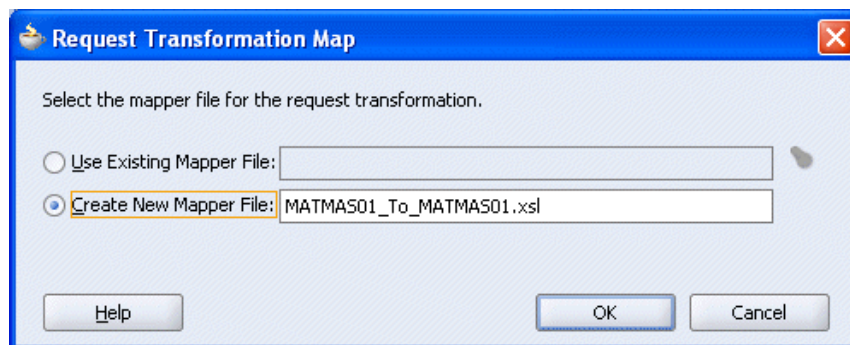 Request Transformation Map
Select the mapper file for the request transformation.
Use Existing Mapper File:
Create New Mapper File: MATMAS01_To_MATMAS01.xsl
Help OK Cancel